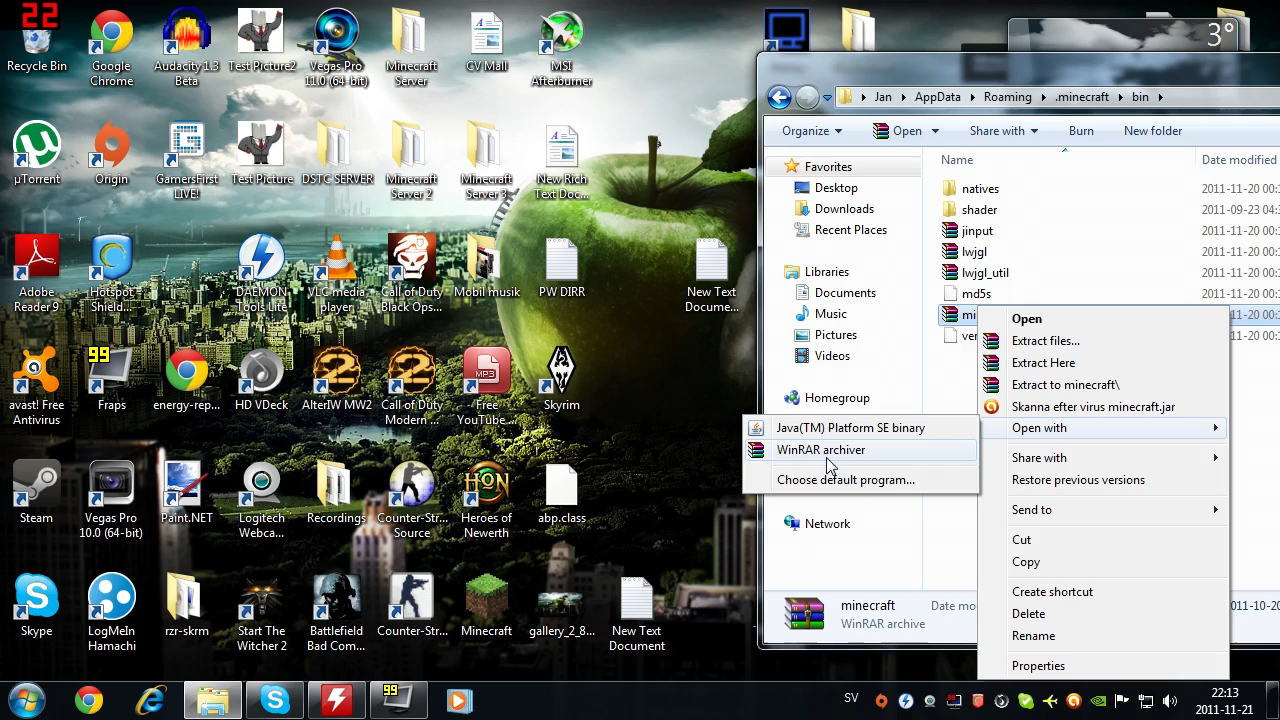 22
Recycle Bin
Google
Chrome
Audacity 1.3
Beta
Test Picture2
Vegas Pro
11.0 (64-bit)
Minecraft
Server
CV Mall
MSI
Afterburner
3°
µTorrent
Origin
GamersFirst
LIVE!
Test Picture
DSTC SERVER
Minecraft
Server 2
Minecraft
Server 3
New Rich
Text Doc...
Adobe
Reader 9
Hotspot
Shield...
DAEMON
Tools Lite
VLC media
player
Call of Duty
Black Ops...
Mobil musik
PW DIRR
New Text
Docume...
avast! Free
Antivirus
99
Fraps
energy-rep...
HD VDeck
AlterIW MW2
Call of Duty
Modern ...
MP3
Free
YouTube ...
Skyrim
Steam
Vegas Pro
10.0 (64-bit)
Paint.NET
Logitech
Webca...
Recordings
Counter-Str...
Source
HON
Heroes of
Newerth
abp.class
Skype
LogMeIn
Hamachi
rzr-skrm
Start The
Witcher 2
Battlefield
Bad Com...
Counter-Str...
Minecraft
gallery_2_8...
New Text
Document
Jan
AppData
Roaming
.minecraft
bin
Organize
Open
Share with
Burn
New folder
Favorites
Desktop
Downloads
Recent Places
Libraries
Documents
Music
Pictures
Videos
Homegroup
Network
Name
Date modified
natives
2011-11-20 00:
shader
2011-09-23 04:
jinput
2011-11-20 00:
lwjgl
2011-11-20 00:
lwjgl_util
2011-11-20 00:
md5s
2011-11-20 00:
mi
11-20 00:
ver
11-20 00:
Open
Extract files...
Extract Here
Extract to minecraft\
Skanna efter virus minecraft.jar
Open with
Share with
Restore previous versions
Send to
Cut
Copy
Create shortcut
Delete
Rename
Properties
Java(TM) Platform SE binary
WinRAR archiver
Choose default program...
minecraft
Date mo
WinRAR archive
011-10-20
99
SV
22:13
2011-11-21